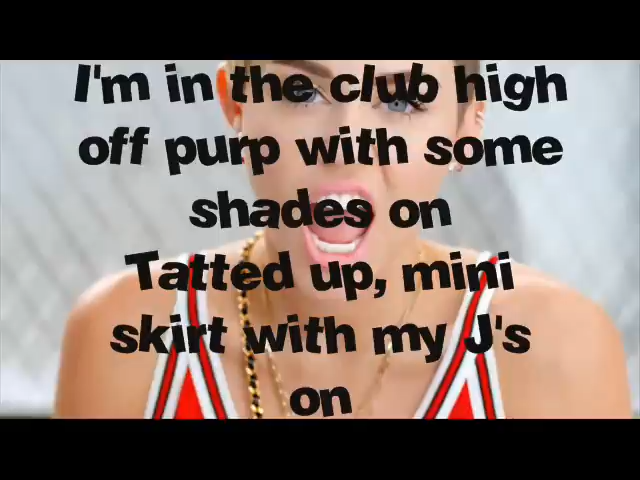 I'm in the club high
off purp with some
shades on
Tatted up, mini
skirt with my J's
on